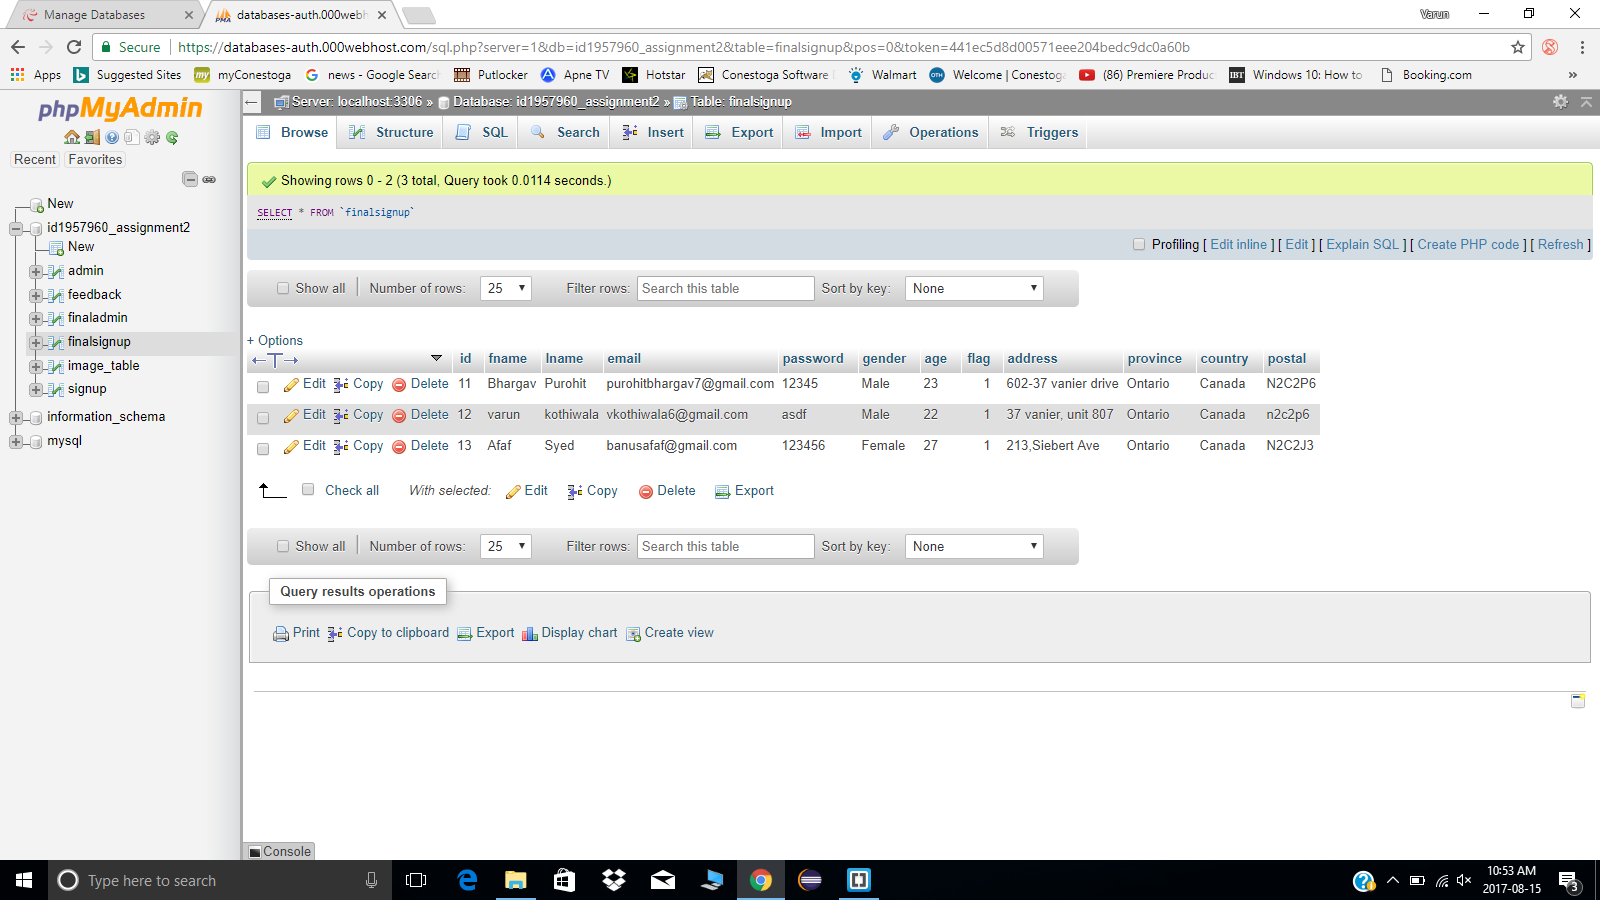 Manage Databases
databases-auth.000webh
Varun
Secure https://databases-auth.000webhost.com/sql.php?server=1&db=id1957960_assignment2&table=finalsignup&pos=0&token=441ec5d8d00571eee204bedc9dc0a60b
Apps Suggested Sites myConestoga news - Google Searc Putlocker Apne TV Hotstar Conestoga Software Walmart Welcome | Conestoga (86) Premiere Produc Windows 10: How to Booking.com »
phpMyAdmin
Recent Favorites
New
id1957960_assignment2
New
admin
feedback
finaladmin
finalsignup
image_table
signup
information_schema
mysql
Server: localhost:3306 » Database: id1957960_assignment2 » Table: finalsignup
Browse Structure SQL Search Insert Export Import Operations Triggers
Showing rows 0 - 2 (3 total, Query took 0.0114 seconds.)
SELECT * FROM `finalsignup`
Profiling [ Edit inline ] [ Edit ] [ Explain SQL ] [ Create PHP code ] [ Refresh ]
Show all Number of rows: 25 Filter rows: Search this table Sort by key: None
+ Options
id fname lname email password gender age flag address province country postal
Edit Copy Delete 11 Bhargav Purohit purohitbhargav7@gmail.com 12345 Male 23 1 602-37 vanier drive Ontario Canada N2C2P6
Edit Copy Delete 12 varun kothiwala vkothiwala6@gmail.com asdf Male 22 1 37 vanier, unit 807 Ontario Canada n2c2p6
Edit Copy Delete 13 Afaf Syed banusafaf@gmail.com 123456 Female 27 1 213,Siebert Ave Ontario Canada N2C2J3
Check all With selected: Edit Copy Delete Export
Show all Number of rows: 25 Filter rows: Search this table Sort by key: None
Query results operations
Print Copy to clipboard Export Display chart Create view
Console
Type here to search
10:53 AM
2017-08-15
3